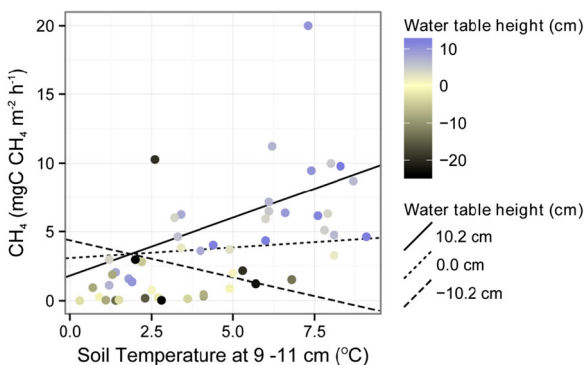 Water table height (cm)
20
15
10
5
0
CH₄ (mgC CH₄ m⁻² h⁻¹)
0.0
2.5
5.0
7.5
Soil Temperature at 9 -11 cm (°C)
10
0
−10
−20
Water table height (cm)
10.2 cm
0.0 cm
−10.2 cm